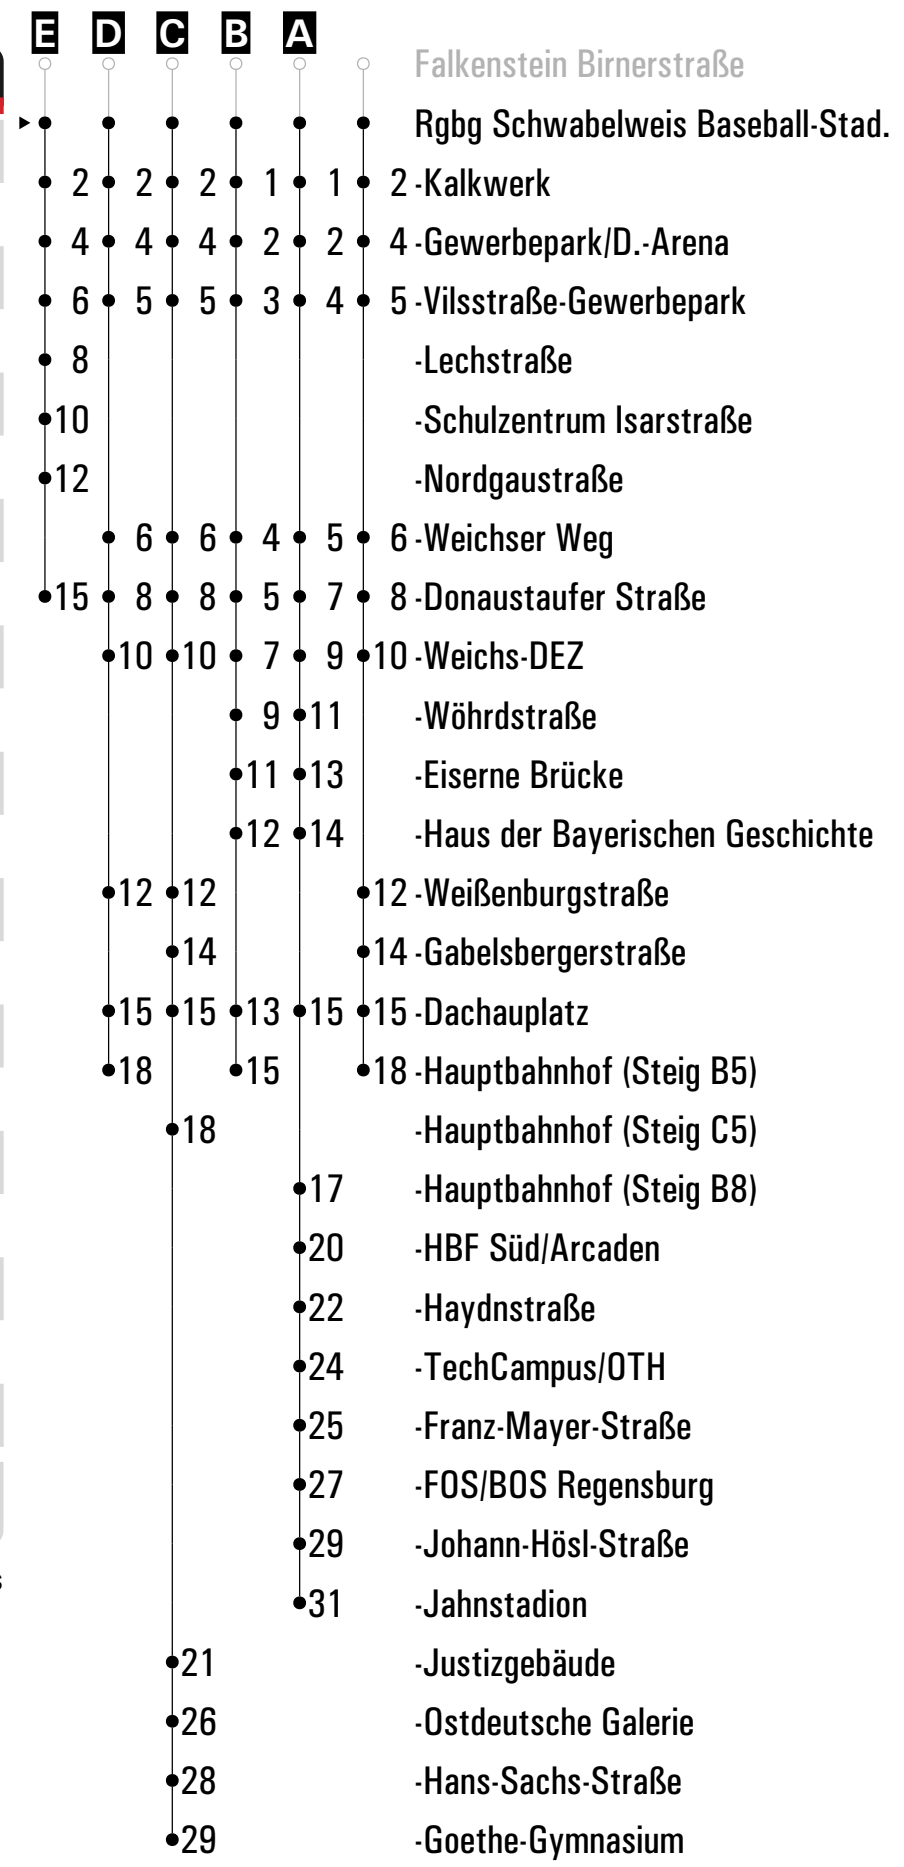 E D C B A
Falkenstein Birnerstraße
Rgbg Schwabelweis Baseball-Stad.
2 2 2 1 1 2 -Kalkwerk
4 4 4 2 2 4 -Gewerbepark/D.-Arena
6 5 5 3 4 5 -Vilsstraße-Gewerbepark
8 -Lechstraße
10 -Schulzentrum Isarstraße
12 -Nordgaustraße
6 6 4 5 6 -Weichser Weg
15 8 8 5 7 8 -Donaustaufer Straße
10 10 7 9 10 -Weichs-DEZ
9 11 -Wöhrdstraße
11 13 -Eiserne Brücke
12 14 -Haus der Bayerischen Geschichte
12 12 12 -Weißenburgstraße
14 14 -Gabelsbergerstraße
15 15 13 15 15 -Dachauplatz
18 15 18 -Hauptbahnhof (Steig B5)
18 -Hauptbahnhof (Steig C5)
17 -Hauptbahnhof (Steig B8)
20 -HBF Süd/Arcaden
22 -Haydnstraße
24 -TechCampus/OTH
25 -Franz-Mayer-Straße
27 -FOS/BOS Regensburg
29 -Johann-Hösl-Straße
31 -Jahnstadion
21 -Justizgebäude
26 -Ostdeutsche Galerie
28 -Hans-Sachs-Straße
29 -Goethe-Gymnasium